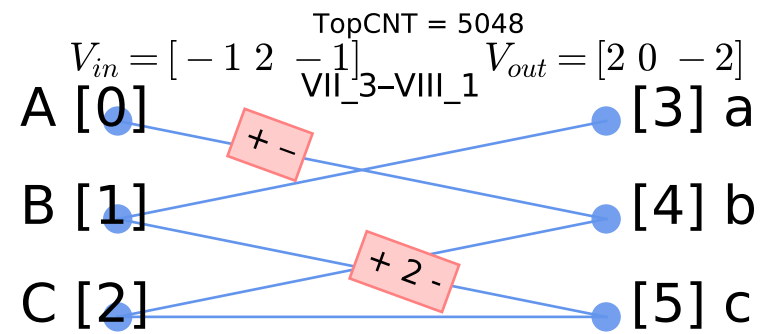 TopCNT = 5048
V_in = [ − 1 2 − 1] V_out = [2 0 − 2]
VII_3–VIII_1
A [0] [3] a
+ −
B [1] [4] b
+ 2 -
C [2] [5] c